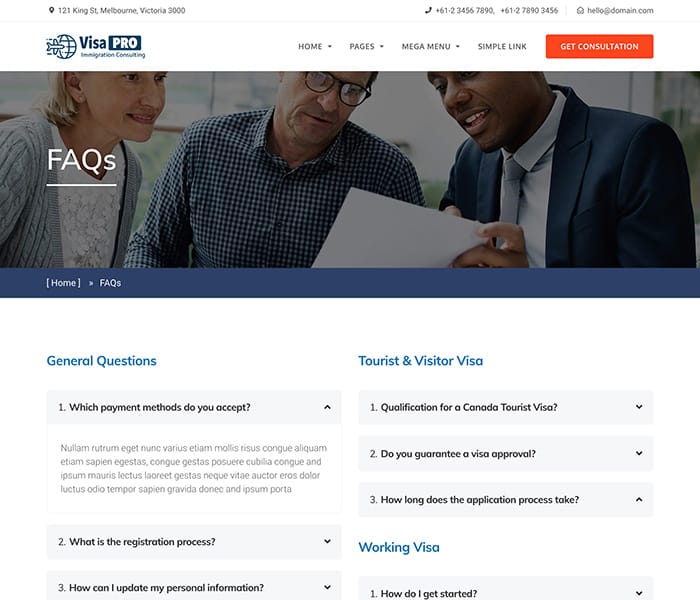 121 King St, Melbourne, Victoria 3000
+61-2 3456 7890, +61-2 7890 3456
hello@domain.com
Visa PRO
Immigration Consulting
HOME
PAGES
MEGA MENU
SIMPLE LINK
GET CONSULTATION
FAQs
[ Home ] » FAQs
General Questions
1. Which payment methods do you accept?
Nullam rutrum eget nunc varius etiam mollis risus congue aliquam
etiam sapien egestas, congue gestas posuere cubilia congue and
ipsum mauris lectus laoreet gestas neque vitae auctor eros dolor
luctus odio tempor sapien gravida donec and ipsum porta
2. What is the registration process?
3. How can I update my personal information?
Tourist & Visitor Visa
1. Qualification for a Canada Tourist Visa?
2. Do you guarantee a visa approval?
3. How long does the application process take?
Working Visa
1. How do I get started?